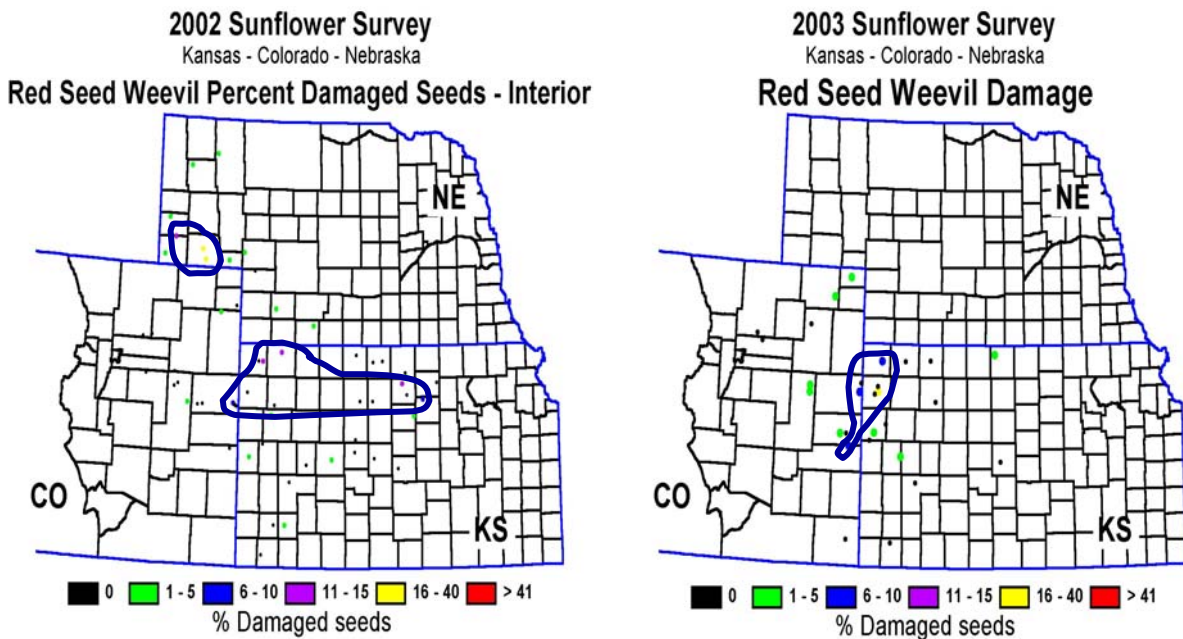 2002 Sunflower Survey
Kansas - Colorado - Nebraska
Red Seed Weevil Percent Damaged Seeds - Interior
NE
CO
KS
0 1 - 5 6 - 10 11 - 15 16 - 40 > 41
% Damaged seeds
2003 Sunflower Survey
Kansas - Colorado - Nebraska
Red Seed Weevil Damage
NE
CO
KS
0 1 - 5 6 - 10 11 - 15 16 - 40 > 41
% Damaged seeds